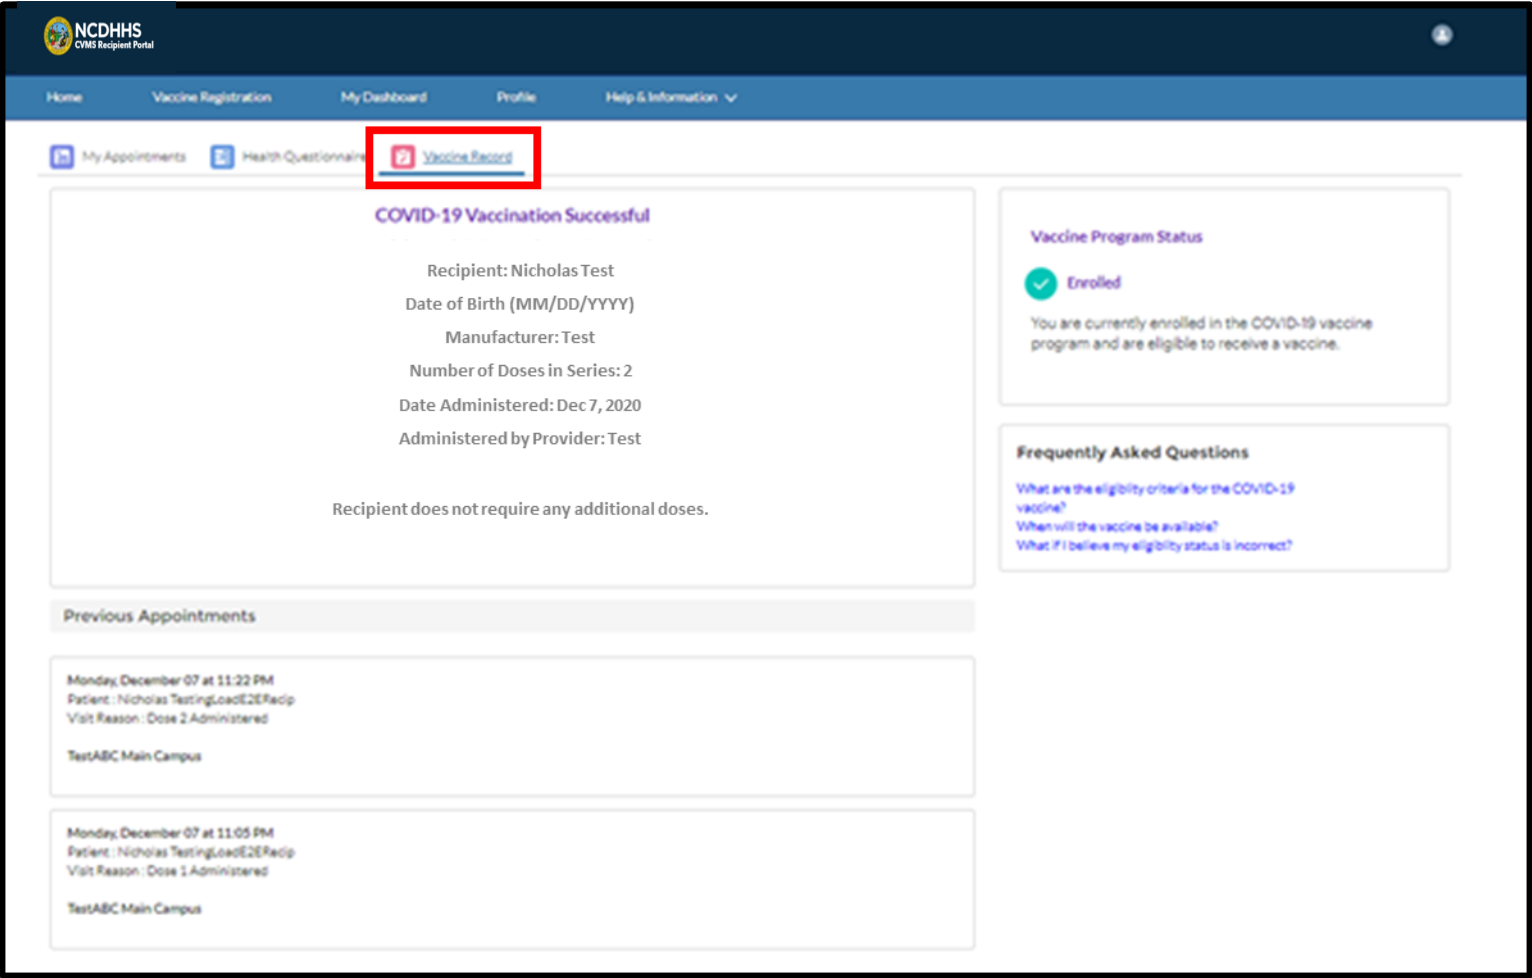 NCDHHS
CVMS Recipient Portal
Home Vaccine Registration My Dashboard Profile Help & Information
My Appointments Health Questionnaire Vaccine Record
COVID-19 Vaccination Successful
Recipient: Nicholas Test
Date of Birth (MM/DD/YYYY)
Manufacturer: Test
Number of Doses in Series: 2
Date Administered: Dec 7, 2020
Administered by Provider: Test
Recipient does not require any additional doses.
Vaccine Program Status
Enrolled
You are currently enrolled in the COVID-19 vaccine
program and are eligible to receive a vaccine.
Frequently Asked Questions
What are the eligiblity criteria for the COVID-19
vaccine?
When will the vaccine be available?
What if I believe my eligiblity status is incorrect?
Previous Appointments
Monday, December 07 at 11:22 PM
Patient : Nicholas TestingLoadE2ERecip
Visit Reason : Dose 2 Administered
TestABC Main Campus
Monday, December 07 at 11:05 PM
Patient : Nicholas TestingLoadE2ERecip
Visit Reason : Dose 1 Administered
TestABC Main Campus